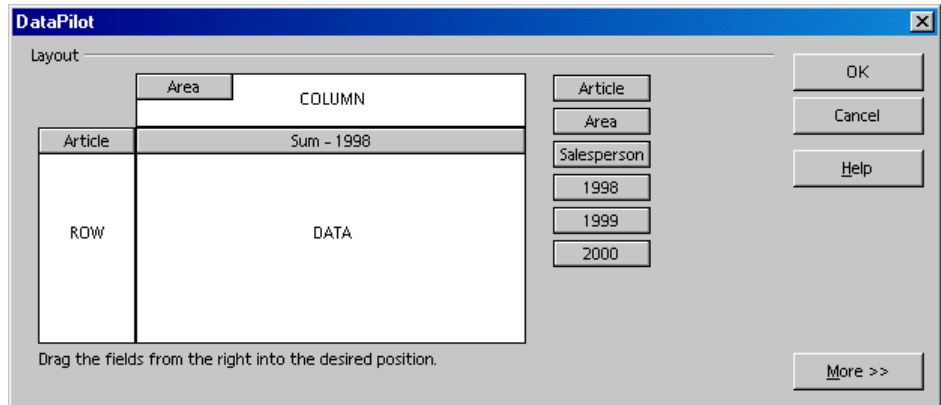 DataPilot
Layout
Area
COLUMN
Article
Sum - 1998
ROW
DATA
Article
Area
Salesperson
1998
1999
2000
OK
Cancel
Help
Drag the fields from the right into the desired position.
More >>